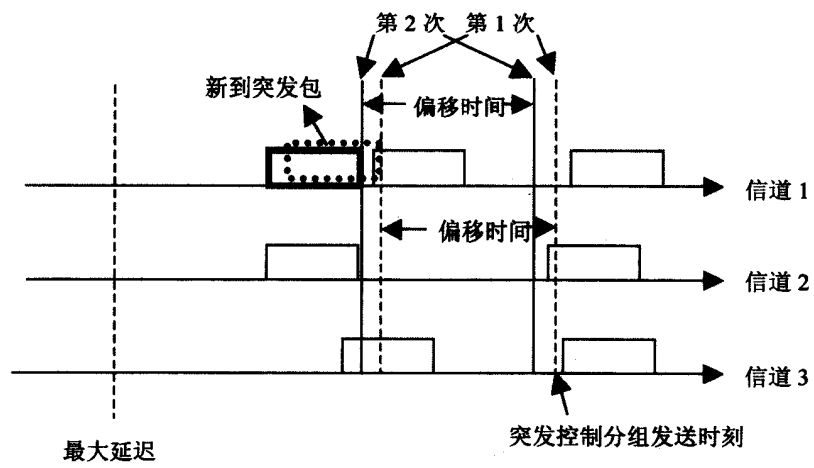 第2次 第1次
新到突发包
偏移时间
信道1
偏移时间
信道2
信道3
突发控制分组发送时刻
最大延迟